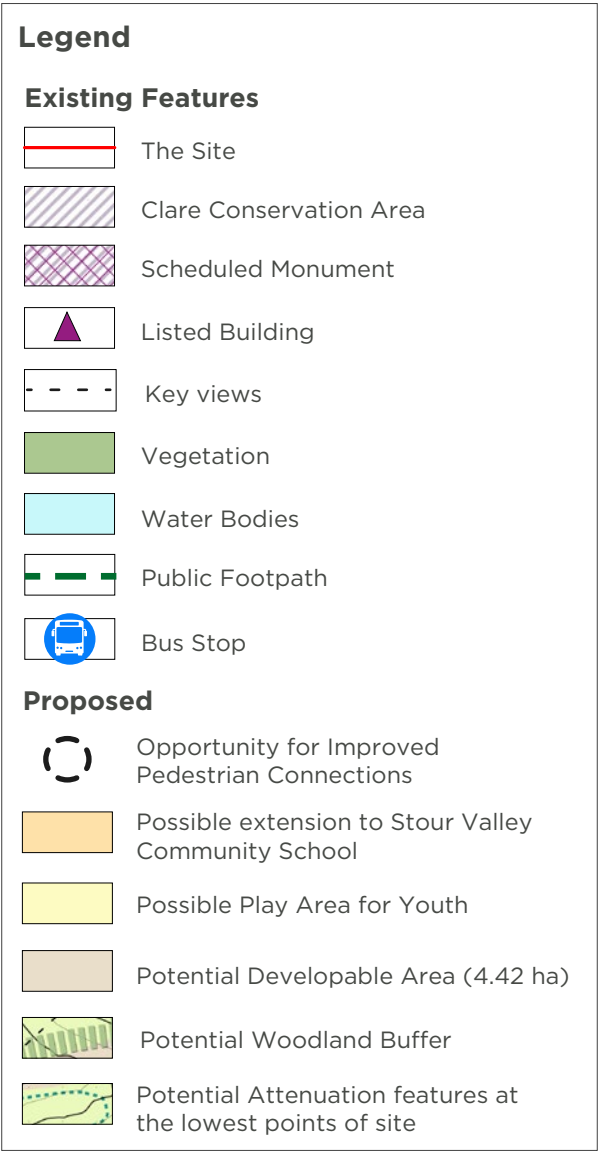 Legend
Existing Features
The Site
Clare Conservation Area
Scheduled Monument
Listed Building
Key views
Vegetation
Water Bodies
Public Footpath
Bus Stop
Proposed
Opportunity for Improved
Pedestrian Connections
Possible extension to Stour Valley
Community School
Possible Play Area for Youth
Potential Developable Area (4.42 ha)
Potential Woodland Buffer
Potential Attenuation features at
the lowest points of site